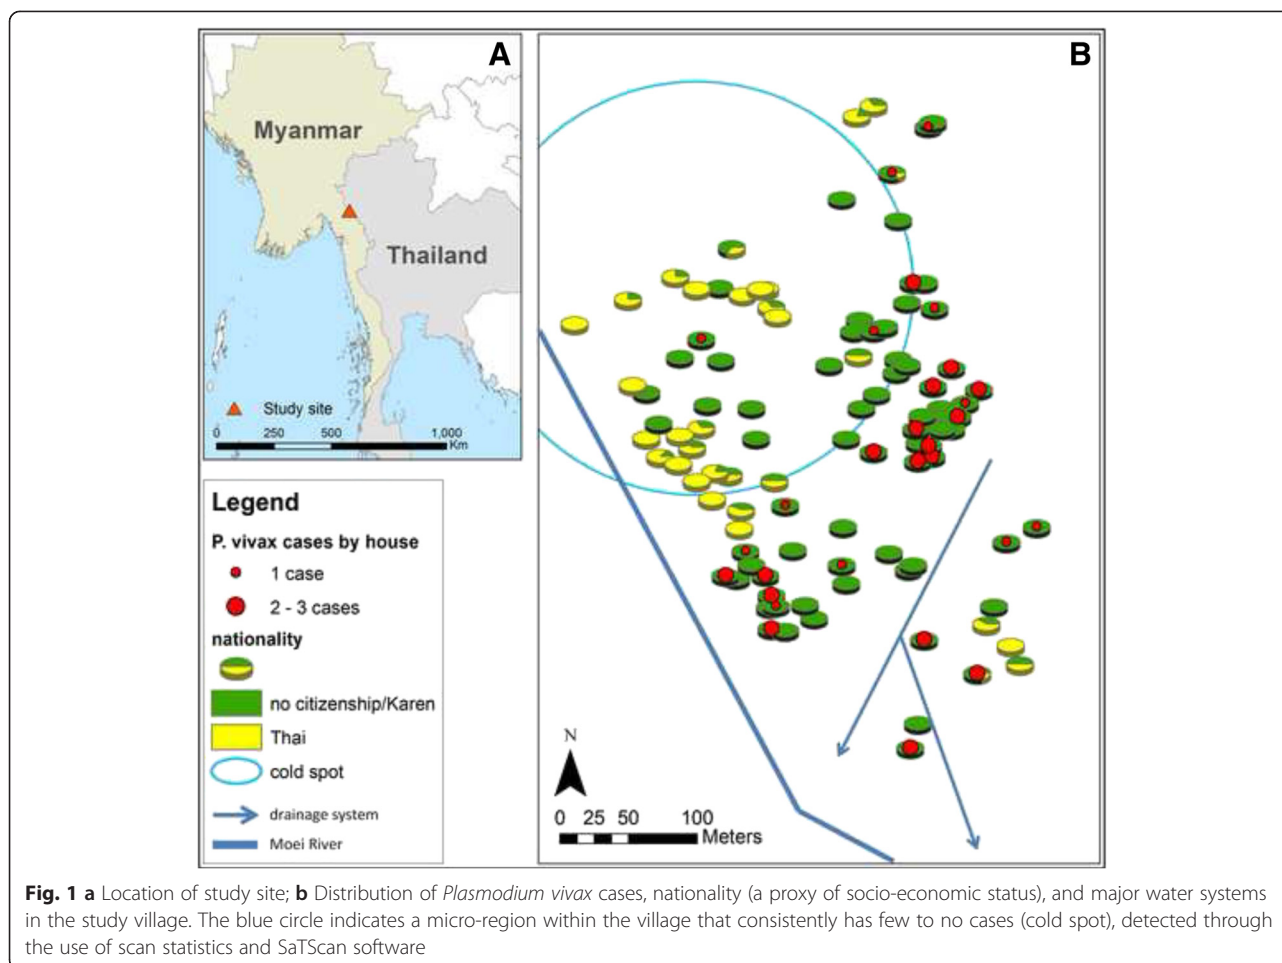 A
Myanmar
Thailand
Study site
0 250 500 1,000
Km
B
Legend
P. vivax cases by house
1 case
2 - 3 cases
nationality
no citizenship/Karen
Thai
cold spot
drainage system
Moei River
N
0 25 50 100
Meters
Fig. 1 a Location of study site; b Distribution of Plasmodium vivax cases, nationality (a proxy of socio-economic status), and major water systems
in the study village. The blue circle indicates a micro-region within the village that consistently has few to no cases (cold spot), detected through
the use of scan statistics and SaTScan software